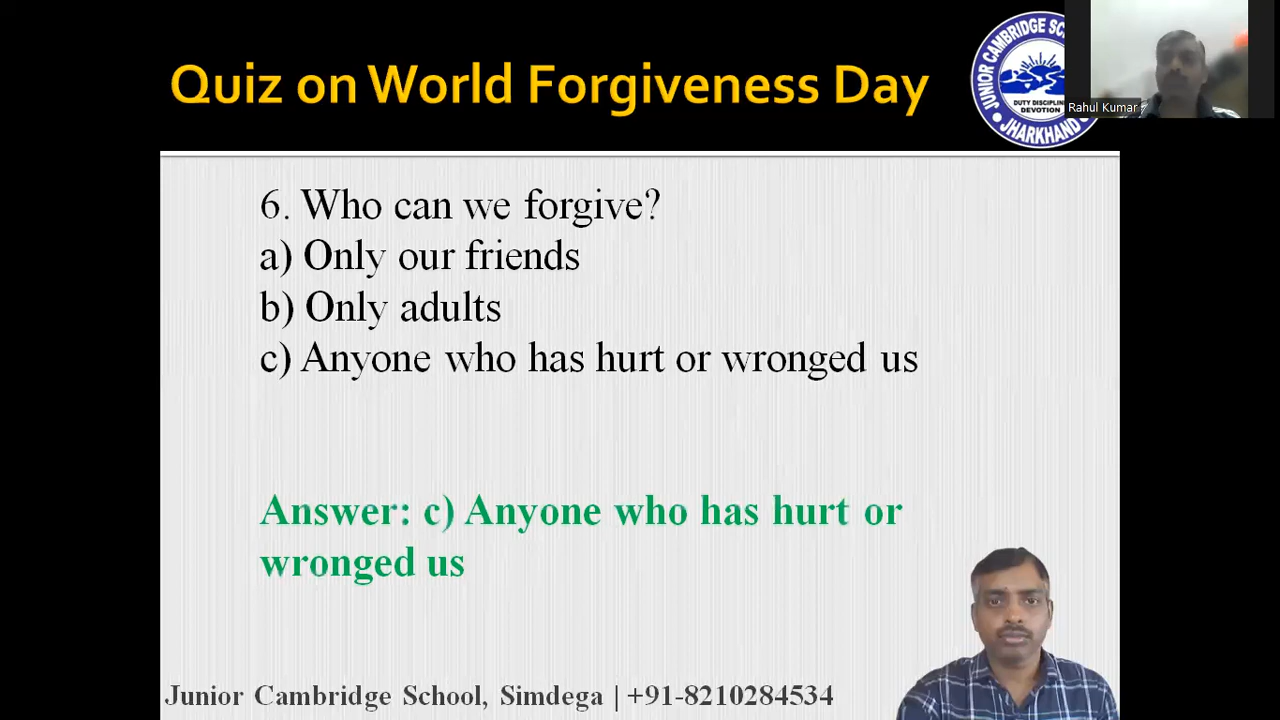 Quiz on World Forgiveness Day
JUNIOR CAMBRIDGE
DUTY DISCIPLINE
DEVOTION
JHARKHAND
Rahul Kumar
6. Who can we forgive?
a) Only our friends
b) Only adults
c) Anyone who has hurt or wronged us
Answer: c) Anyone who has hurt or
wronged us
Junior Cambridge School, Simdega | +91-8210284534